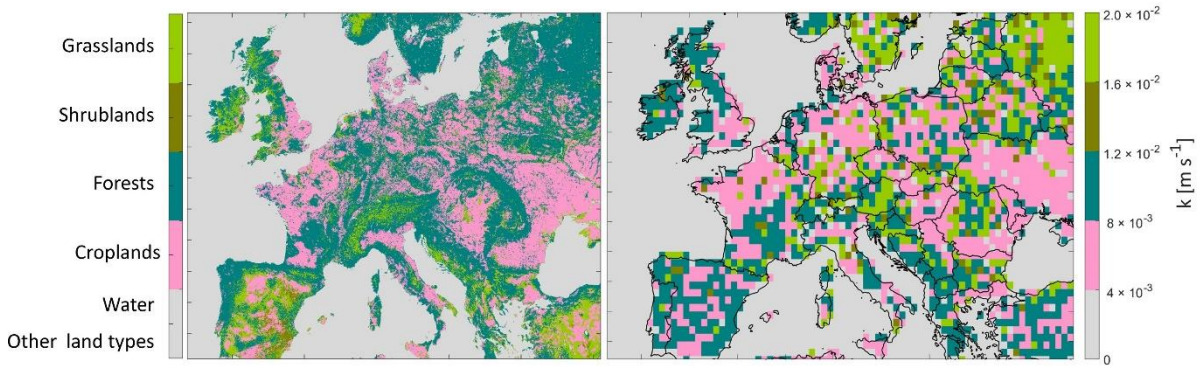 Grasslands
Shrublands
Forests
Croplands
Water
Other land types
2.0 × 10⁻²
1.6 × 10⁻²
1.2 × 10⁻²
8 × 10⁻³
4 × 10⁻³
0
k [m s⁻¹]